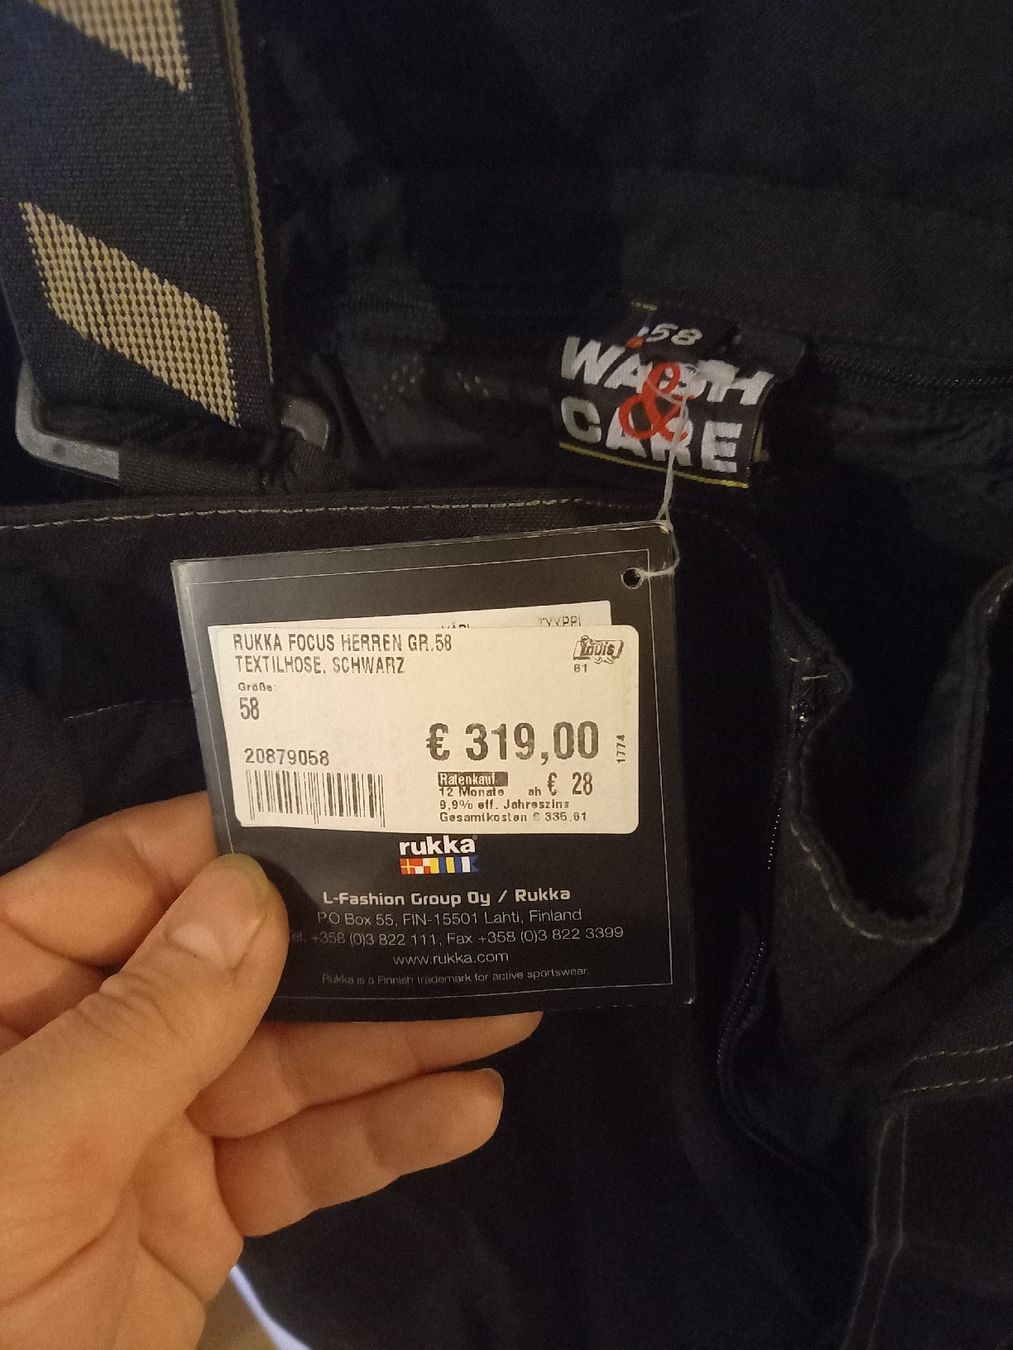 58
WASH
&
CARE
TYYPPI
RUKKA FOCUS HERREN GR.58
TEXTILHOSE, SCHWARZ
Louis
61
Größe:
58
€ 319,00
20879058
1774
Ratenkauf
12 Monate ab € 28
9,9% eff. Jahreszins
Gesamtkosten € 335,61
rukka
L-Fashion Group Oy / Rukka
P.O Box 55, FIN-15501 Lahti, Finland
+358 (0)3 822 111, Fax +358 (0)3 822 3399
www.rukka.com
Rukka is a Finnish trademark for active sportswear.